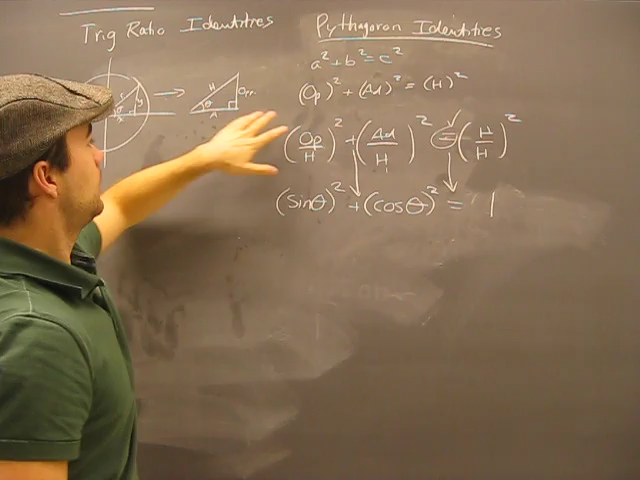 Trig Ratio Identities
r y
θ
x
H Opp.
θ
A
Pythagoron Identities
a² + b² = c²
(Op)² + (Ad)² = (H)²
(Op/H)² + (Ad/H)² = (H/H)²
(sinθ)² + (cosθ)² = 1